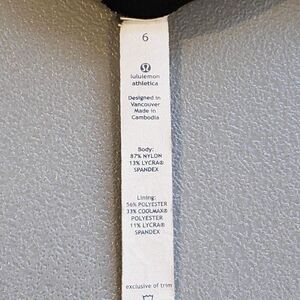 6
lululemon
athletica
Designed in
Vancouver
Made in
Cambodia
Body:
87% NYLON
13% LYCRA®
SPANDEX
Lining:
56% POLYESTER
33% COOLMAX®
POLYESTER
11% LYCRA®
SPANDEX
exclusive of trim